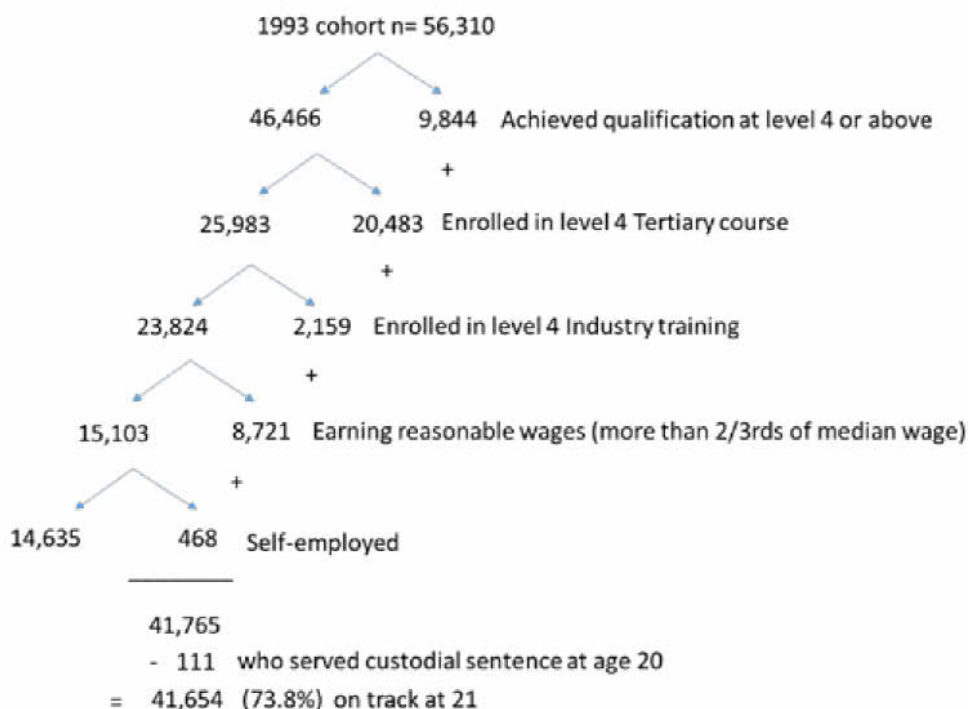 1993 cohort n= 56,310
46,466 9,844 Achieved qualification at level 4 or above
+
25,983 20,483 Enrolled in level 4 Tertiary course
+
23,824 2,159 Enrolled in level 4 Industry training
+
15,103 8,721 Earning reasonable wages (more than 2/3rds of median wage)
+
14,635 468 Self-employed
41,765
- 111 who served custodial sentence at age 20
= 41,654 (73.8%) on track at 21